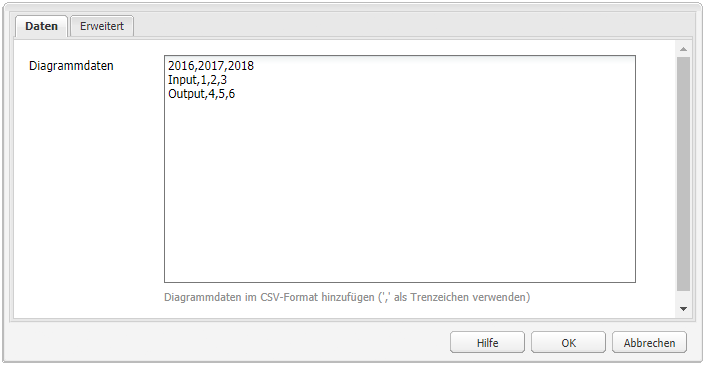 Daten
Erweitert
Diagrammdaten
2016,2017,2018
Input,1,2,3
Output,4,5,6
Diagrammdaten im CSV-Format hinzufügen (',' als Trenzeichen verwenden)
Hilfe
OK
Abbrechen